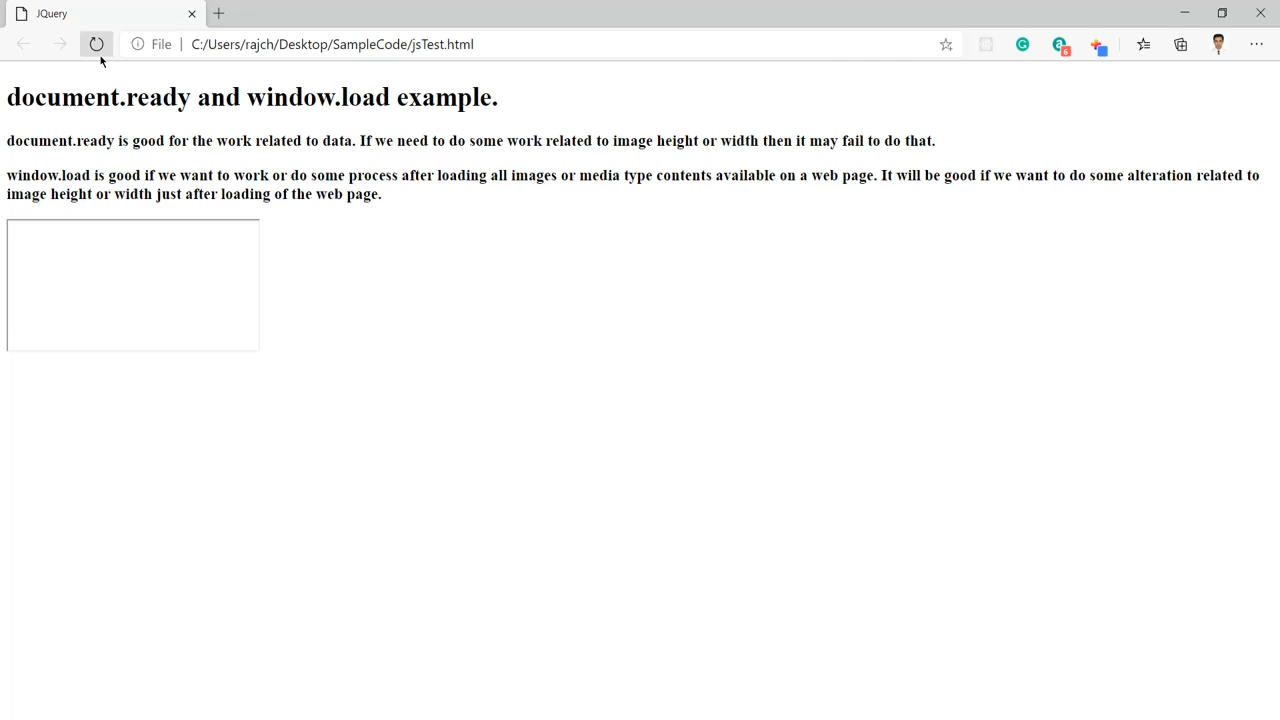 JQuery
File | C:/Users/rajch/Desktop/SampleCode/jsTest.html
6
document.ready and window.load example.
document.ready is good for the work related to data. If we need to do some work related to image height or width then it may fail to do that.
window.load is good if we want to work or do some process after loading all images or media type contents available on a web page. It will be good if we want to do some alteration related to
image height or width just after loading of the web page.